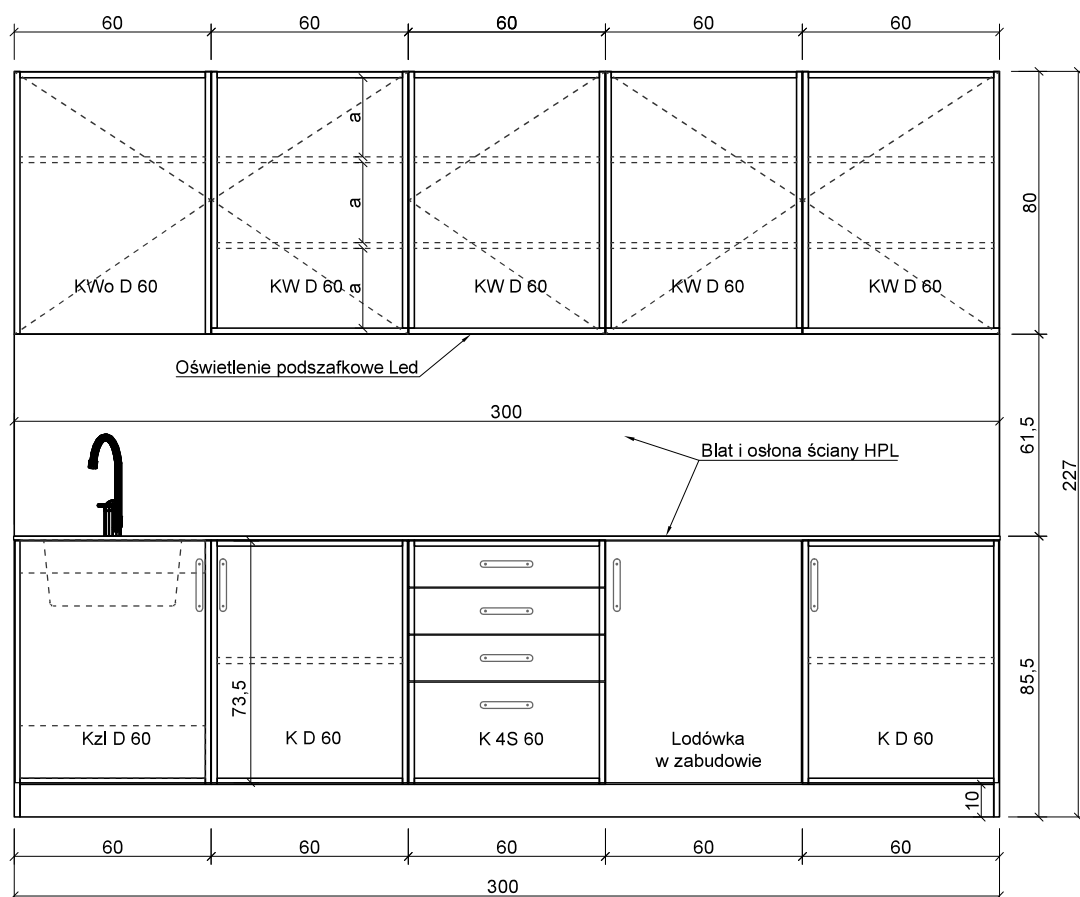 60 60 60 60 60
a
a
a
80
KWo D 60 KW D 60 KW D 60 KW D 60 KW D 60
Oświetlenie podszafkowe Led
300
61,5
Blat i osłona ściany HPL
227
73,5
85,5
Kzl D 60 K D 60 K 4S 60 Lodówka K D 60
w zabudowie
10
60 60 60 60 60
300